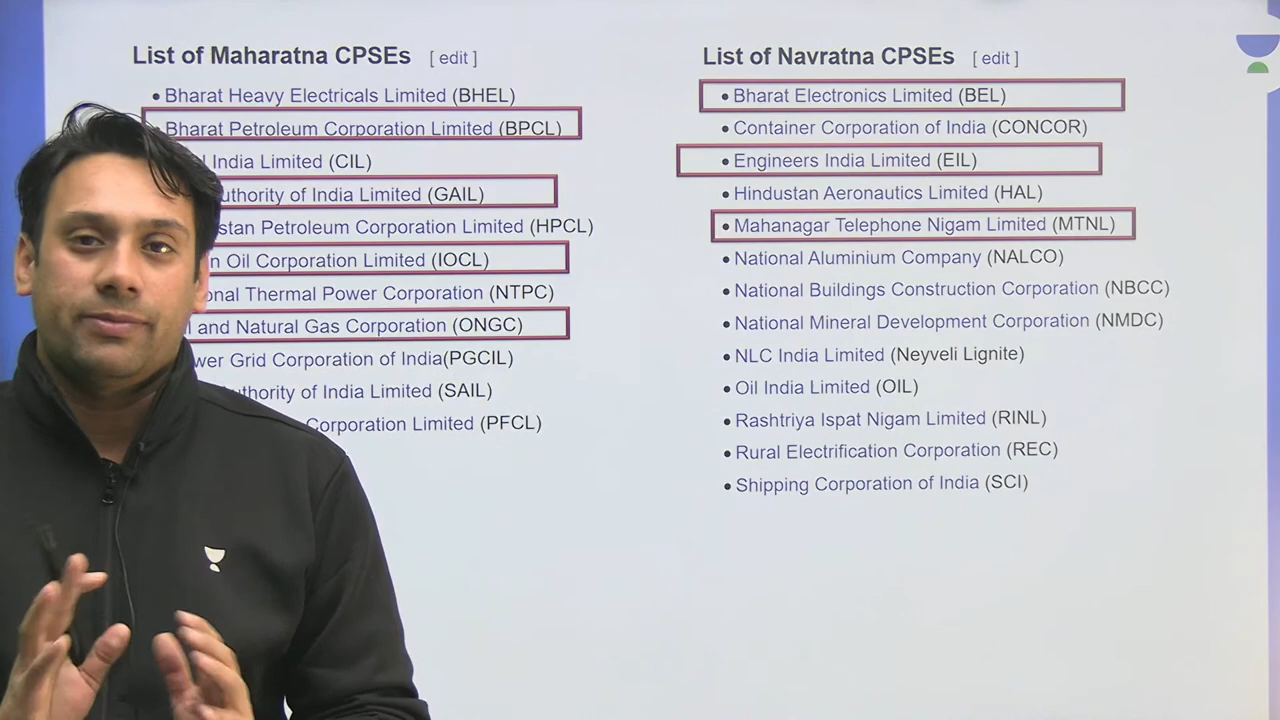 List of Maharatna CPSEs [ edit ]
• Bharat Heavy Electricals Limited (BHEL)
Bharat Petroleum Corporation Limited (BPCL)
India Limited (CIL)
of India Limited (GAIL)
Petroleum Corporation Limited (HPCL)
Oil Corporation Limited (IOCL)
Thermal Power Corporation (NTPC)
and Natural Gas Corporation (ONGC)
Grid Corporation of India(PGCIL)
of India Limited (SAIL)
Corporation Limited (PFCL)
List of Navratna CPSEs [ edit ]
• Bharat Electronics Limited (BEL)
• Container Corporation of India (CONCOR)
• Engineers India Limited (EIL)
• Hindustan Aeronautics Limited (HAL)
• Mahanagar Telephone Nigam Limited (MTNL)
• National Aluminium Company (NALCO)
• National Buildings Construction Corporation (NBCC)
• National Mineral Development Corporation (NMDC)
• NLC India Limited (Neyveli Lignite)
• Oil India Limited (OIL)
• Rashtriya Ispat Nigam Limited (RINL)
• Rural Electrification Corporation (REC)
• Shipping Corporation of India (SCI)